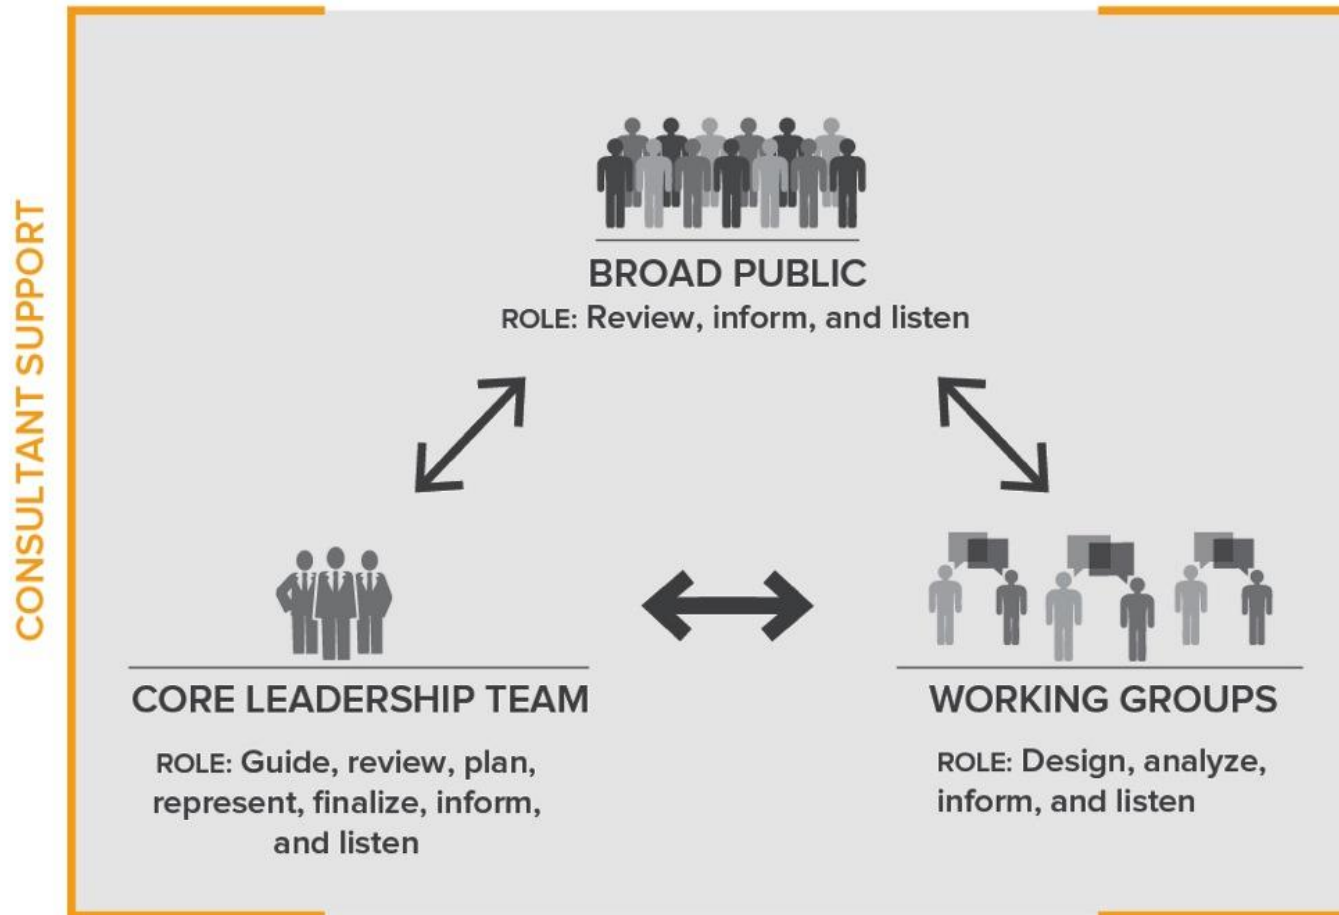 CONSULTANT SUPPORT
BROAD PUBLIC
ROLE: Review, inform, and listen
CORE LEADERSHIP TEAM
ROLE: Guide, review, plan,
represent, finalize, inform,
and listen
WORKING GROUPS
ROLE: Design, analyze,
inform, and listen